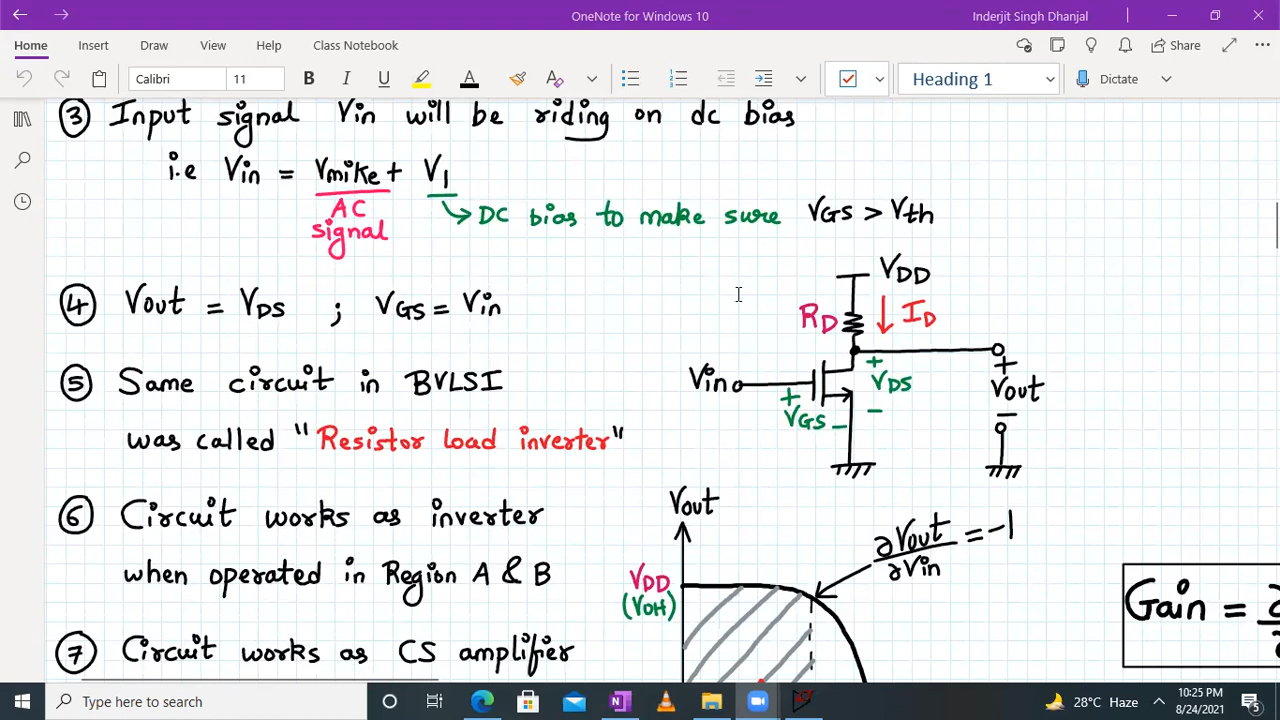 OneNote for Windows 10
Inderjit Singh Dhanjal
Home Insert Draw View Help Class Notebook
Share
Calibri 11 B I U A Heading 1 Dictate
③ Input signal Vin will be riding on dc bias
i.e Vin = Vmike + V1
AC signal
DC bias to make sure VGS > Vth
④ Vout = VDS ; VGS = Vin
⑤ Same circuit in BVLSI
was called "Resistor load inverter"
⑥ Circuit works as inverter
when operated in Region A & B
⑦ Circuit works as CS amplifier
VDD
RD
ID
Vin
+
VGS -
+
VDS
-
+
Vout
-
Vout
∂Vout/∂Vin = -1
VDD
(VOH)
Gain =
Type here to search
28°C Haze
10:25 PM
8/24/2021
5